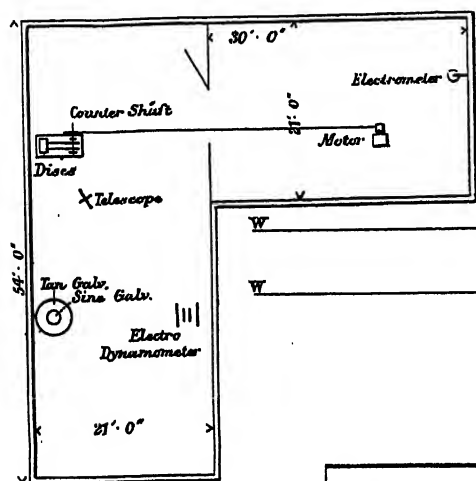 30'. 0"
Electrometer
Counter Shaft
21'. 0"
Motor
Discs
Telescope
W
54'. 0"
W
Tan Galv.
Sine Galv.
Electro
Dynamometer
21'. 0"